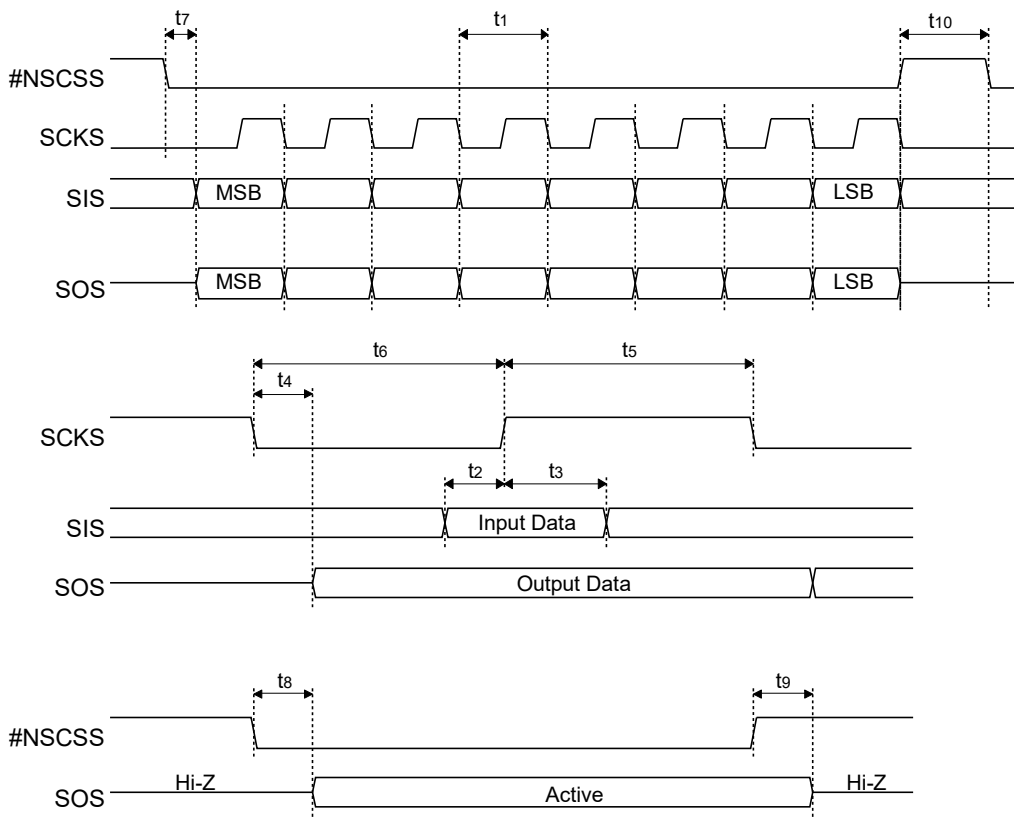 t7 t1 t10
#NSCSS
SCKS
SIS MSB LSB
SOS MSB LSB
t6 t5
t4
SCKS
t2 t3
SIS Input Data
SOS Output Data
t8 t9
#NSCSS
SOS Hi-Z Active Hi-Z